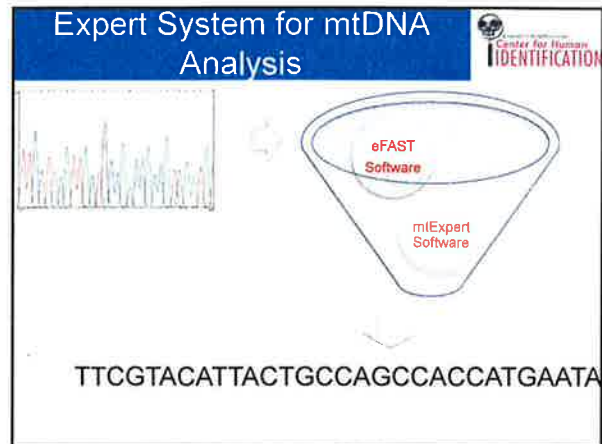 Expert System for mtDNA
Analysis
Center for Human
IDENTIFICATION
eFAST
Software
mtExpert
Software
TTCGTACATTACTGCCAGCCACCATGAATA